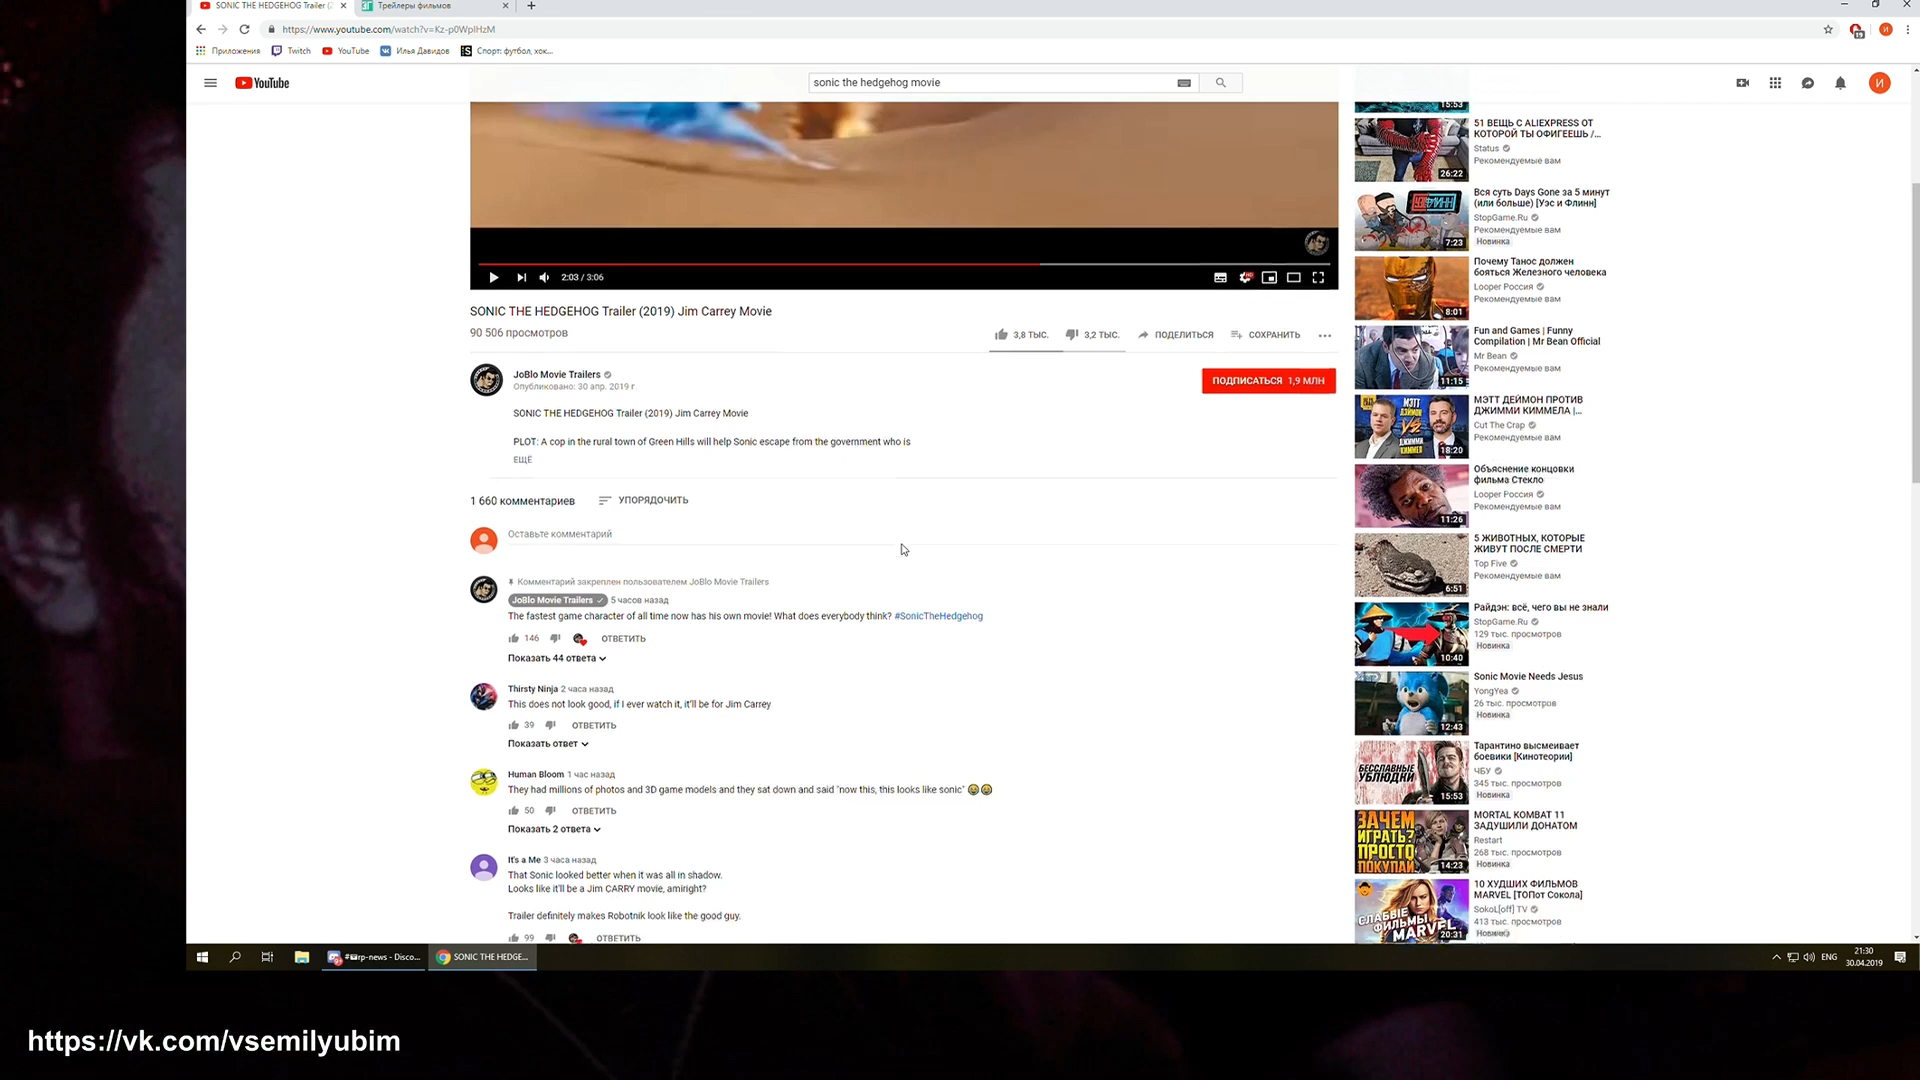 SONIC THE HEDGEHOG Trailer (
Трейлеры фильмов
https://www.youtube.com/watch?v=Kz-p0WplHzM
Приложения
Twitch
YouTube
Илья Давидов
Спорт: футбол, хок...
YouTube
sonic the hedgehog movie
И
2:03 / 3:06
SONIC THE HEDGEHOG Trailer (2019) Jim Carrey Movie
90 506 просмотров
3,8 ТЫС.
3,2 ТЫС.
ПОДЕЛИТЬСЯ
СОХРАНИТЬ
JoBlo Movie Trailers
Опубликовано: 30 апр. 2019 г.
ПОДПИСАТЬСЯ 1,9 МЛН
SONIC THE HEDGEHOG Trailer (2019) Jim Carrey Movie
PLOT: A cop in the rural town of Green Hills will help Sonic escape from the government who is
ЕЩЁ
1 660 комментариев
УПОРЯДОЧИТЬ
Оставьте комментарий
Комментарий закреплен пользователем JoBlo Movie Trailers
JoBlo Movie Trailers 5 часов назад
The fastest game character of all time now has his own movie! What does everybody think? #SonicTheHedgehog
146 ОТВЕТИТЬ
Показать 44 ответа
Thirsty Ninja 2 часа назад
This does not look good, if I ever watch it, it'll be for Jim Carrey
39 ОТВЕТИТЬ
Показать ответ
Human Bloom 1 час назад
They had millions of photos and 3D game models and they sat down and said "now this, this looks like sonic" 😂😂
50 ОТВЕТИТЬ
Показать 2 ответа
It's a Me 3 часа назад
That Sonic looked better when it was all in shadow.
Looks like it'll be a Jim CARRY movie, amiright?
Trailer definitely makes Robotnik look like the good guy.
99 ОТВЕТИТЬ
15:53
51 ВЕЩЬ С ALIEXPRESS ОТ
КОТОРОЙ ТЫ ОФИГЕЕШЬ /...
Status
Рекомендуемые вам
26:22
Вся суть Days Gone за 5 минут
(или больше) [Уэс и Флинн]
StopGame.Ru
Рекомендуемые вам
Новинка
7:23
Почему Танос должен
бояться Железного человека
Looper Россия
Рекомендуемые вам
8:01
Fun and Games | Funny
Compilation | Mr Bean Official
Mr Bean
Рекомендуемые вам
11:15
МЭТТ ДЕЙМОН ПРОТИВ
ДЖИММИ КИММЕЛА |...
Cut The Crap
Рекомендуемые вам
МЭТТ
ДЕЙМОН
VS
ДЖИММИ
КИММЕЛ
18:20
Объяснение концовки
фильма Стекло
Looper Россия
Рекомендуемые вам
11:26
5 ЖИВОТНЫХ, КОТОРЫЕ
ЖИВУТ ПОСЛЕ СМЕРТИ
Top Five
Рекомендуемые вам
6:51
Райдэн: всё, чего вы не знали
StopGame.Ru
129 тыс. просмотров
Новинка
10:40
Sonic Movie Needs Jesus
YongYea
26 тыс. просмотров
Новинка
12:43
Тарантино высмеивает
боевики [Кинотеории]
ЧБУ
345 тыс. просмотров
Новинка
БЕССЛАВНЫЕ
УБЛЮДКИ
15:53
MORTAL KOMBAT 11
ЗАДУШИЛИ ДОНАТОМ
Restart
268 тыс. просмотров
Новинка
ЗАЧЕМ
ИГРАТЬ?
ПРОСТО
ПОКУПАЙ
14:23
10 ХУДШИХ ФИЛЬМОВ
MARVEL [ТОПот Сокола]
SokoL[off] TV
413 тыс. просмотров
Новинка
СЛАБЫЕ
ФИЛЬМЫ
MARVEL
20:31
rp-news - Disco...
SONIC THE HEDGE...
ENG
21:30
30.04.2019
https://vk.com/vsemilyubim